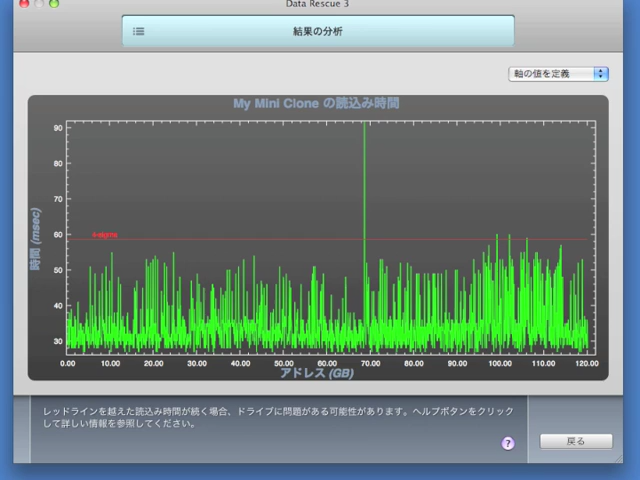 Data Rescue 3
結果の分析
軸の値を定義
My Mini Clone の読込み時間
90
80
70
60
50
40
30
時間 (msec)
6-sigma
0.00 10.00 20.00 30.00 40.00 50.00 60.00 70.00 80.00 90.00 100.00 110.00 120.00
アドレス (GB)
レッドラインを越えた読込み時間が続く場合、ドライブに問題がある可能性があります。ヘルプボタンをクリック
して詳しい情報を参照してください。
?
戻る